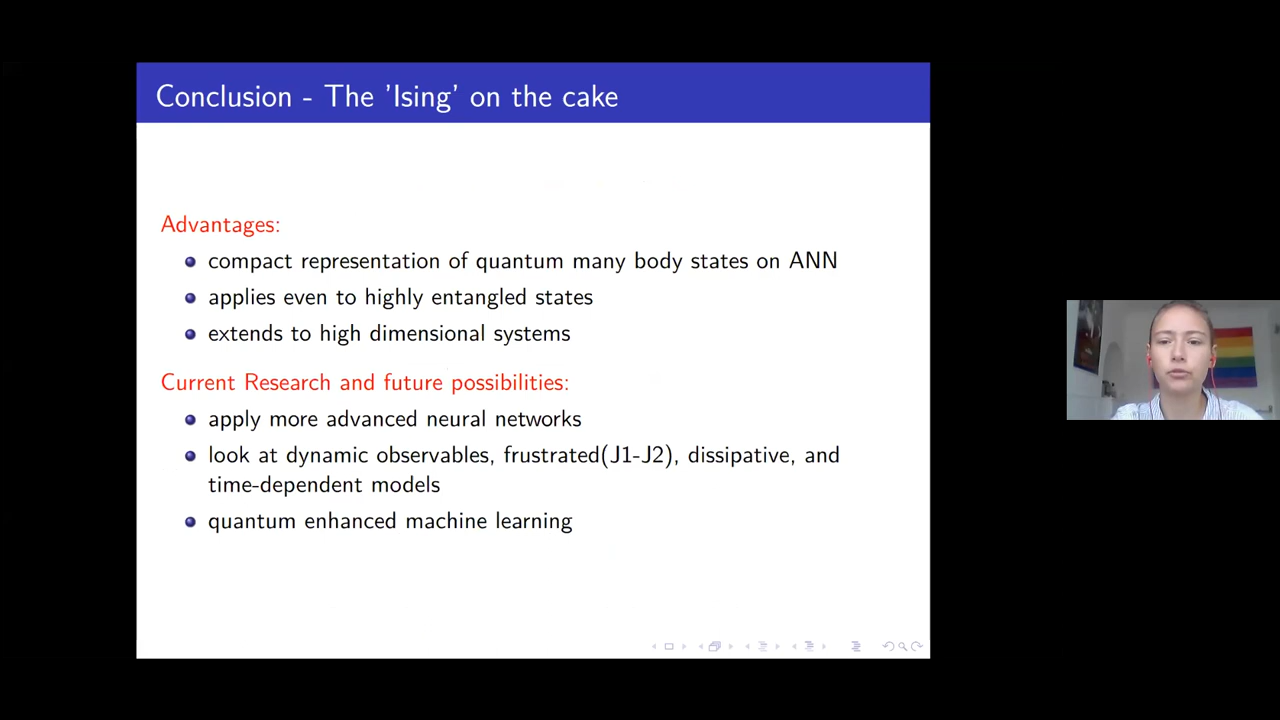 Conclusion - The 'Ising' on the cake
Advantages:
compact representation of quantum many body states on ANN
applies even to highly entangled states
extends to high dimensional systems
Current Research and future possibilities:
apply more advanced neural networks
look at dynamic observables, frustrated(J1-J2), dissipative, and
time-dependent models
quantum enhanced machine learning